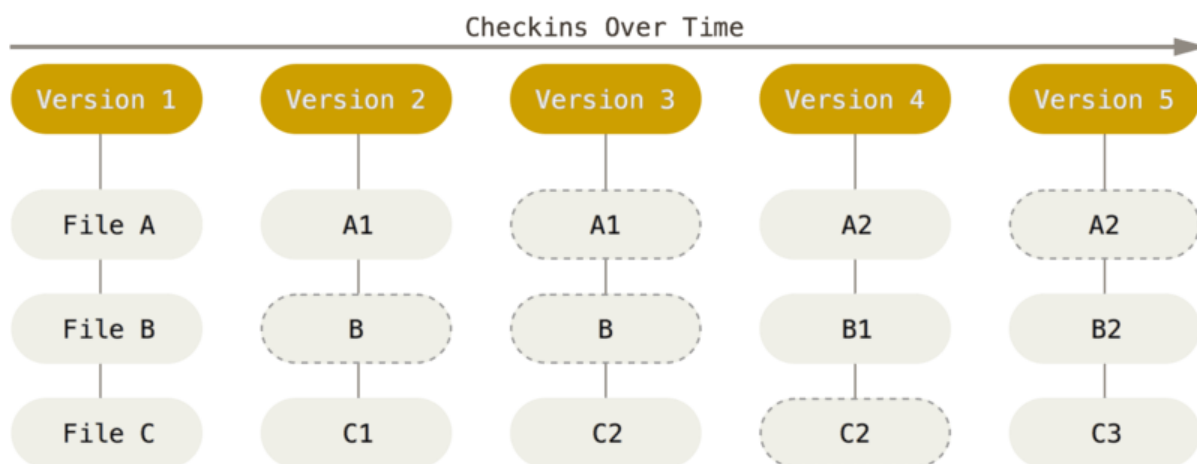 Checkins Over Time
Version 1 Version 2 Version 3 Version 4 Version 5
File A A1 A1 A2 A2
File B B B B1 B2
File C C1 C2 C2 C3